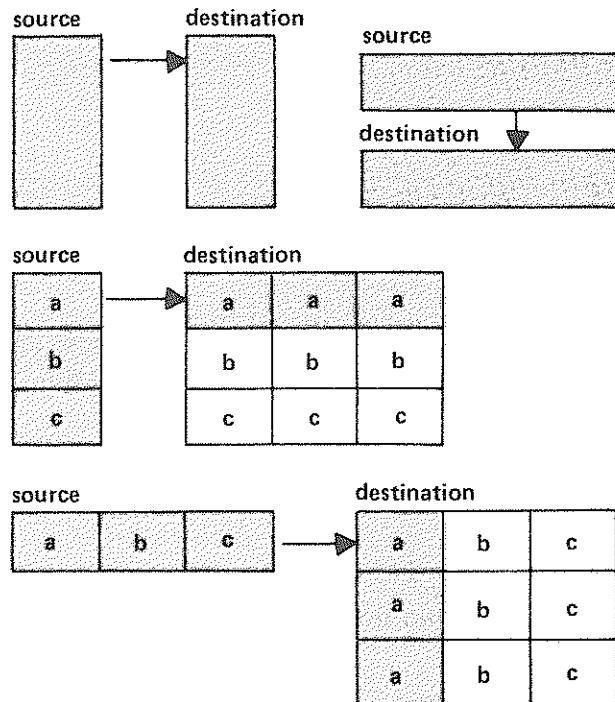 source destination
source
destination
source destination
a a a a
b b b b
c c c c
source destination
a b c a b c
a b c
a b c